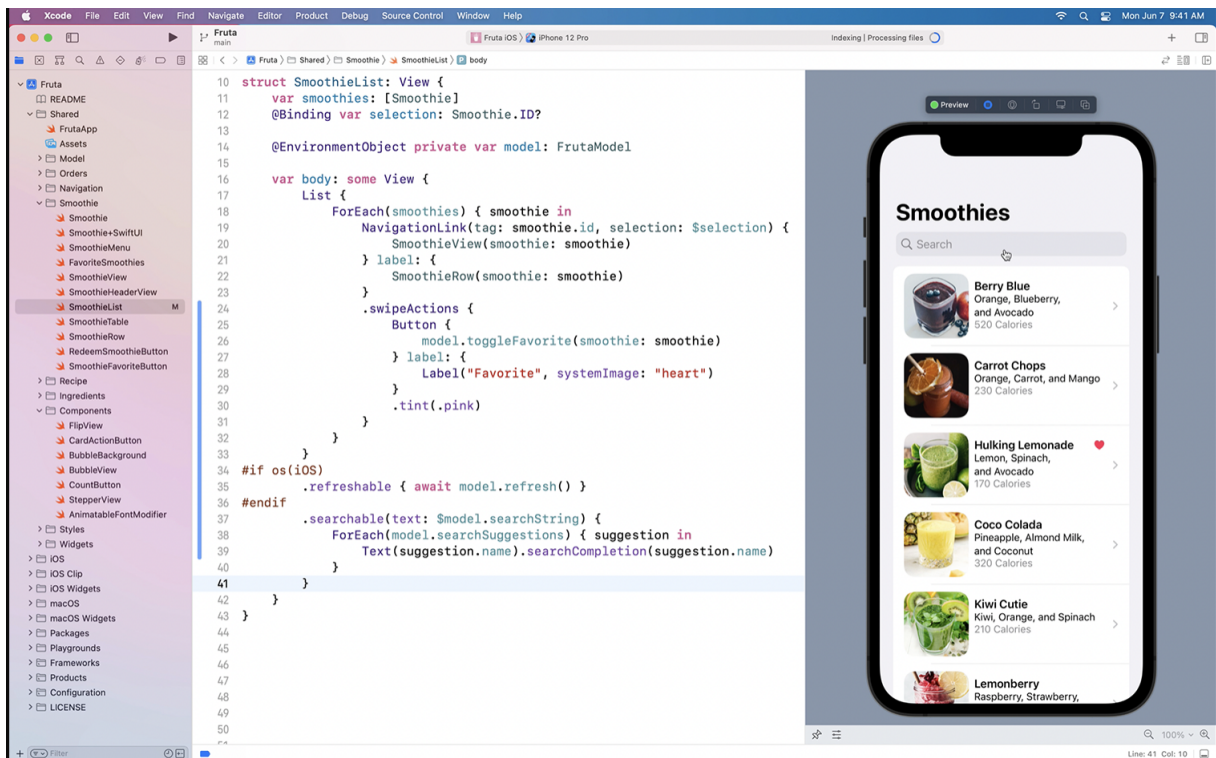 Xcode File Edit View Find Navigate Editor Product Debug Source Control Window Help Mon Jun 7 9:41 AM
Fruta
main
Fruta iOS iPhone 12 Pro
Indexing | Processing files
Fruta Shared Smoothie SmoothieList body
Fruta
README
Shared
FrutaApp
Assets
Model
Orders
Navigation
Smoothie
Smoothie
Smoothie+SwiftUI
SmoothieMenu
FavoriteSmoothies
SmoothieView
SmoothieHeaderView
SmoothieList M
SmoothieTable
SmoothieRow
RedeemSmoothieButton
SmoothieFavoriteButton
Recipe
Ingredients
Components
FlipView
CardActionButton
BubbleBackground
BubbleView
CountButton
StepperView
AnimatableFontModifier
Styles
Widgets
iOS
iOS Clip
iOS Widgets
macOS
macOS Widgets
Packages
Playgrounds
Frameworks
Products
Configuration
LICENSE
Filter
10 struct SmoothieList: View {
11     var smoothies: [Smoothie]
12     @Binding var selection: Smoothie.ID?
13
14     @EnvironmentObject private var model: FrutaModel
15
16     var body: some View {
17         List {
18             ForEach(smoothies) { smoothie in
19                 NavigationLink(tag: smoothie.id, selection: $selection) {
20                     SmoothieView(smoothie: smoothie)
21                 } label: {
22                     SmoothieRow(smoothie: smoothie)
23                 }
24                 .swipeActions {
25                     Button {
26                         model.toggleFavorite(smoothie: smoothie)
27                     } label: {
28                         Label("Favorite", systemImage: "heart")
29                     }
30                     .tint(.pink)
31                 }
32             }
33         }
34 #if os(iOS)
35         .refreshable { await model.refresh() }
36 #endif
37         .searchable(text: $model.searchString) {
38             ForEach(model.searchSuggestions) { suggestion in
39                 Text(suggestion.name).searchCompletion(suggestion.name)
40             }
41         }
42     }
43 }
44
45
46
47
48
49
50
Preview
Smoothies
Search
Berry Blue
Orange, Blueberry,
and Avocado
520 Calories
Carrot Chops
Orange, Carrot, and Mango
230 Calories
Hulking Lemonade
Lemon, Spinach,
and Avocado
170 Calories
Coco Colada
Pineapple, Almond Milk,
and Coconut
320 Calories
Kiwi Cutie
Kiwi, Orange, and Spinach
210 Calories
Lemonberry
Raspberry, Strawberry,
100%
Line: 41 Col: 10